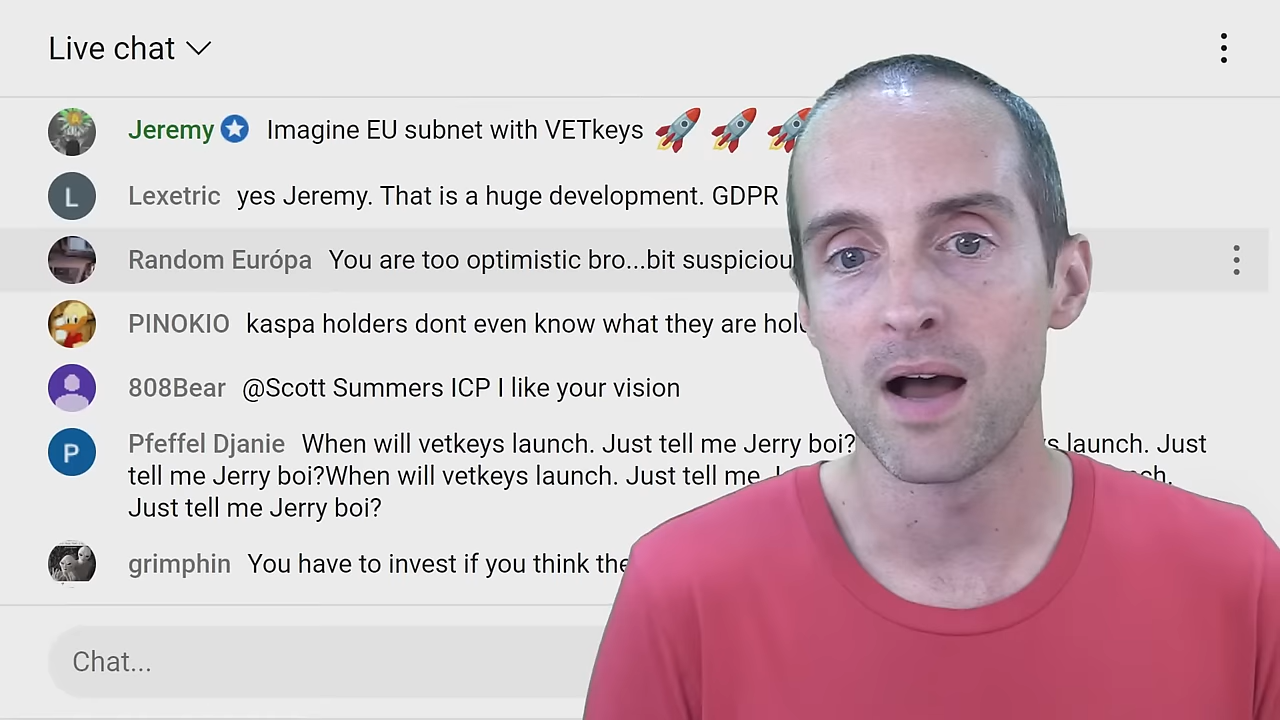 Live chat
Jeremy Imagine EU subnet with VETkeys 🚀 🚀 🚀
L Lexetric yes Jeremy. That is a huge development. GDPR
Random Európa You are too optimistic bro...bit
PINOKIO kaspa holders dont even know what they are
808Bear @Scott Summers ICP I like your vision
P Pfeffel Djanie When will vetkeys launch. Just tell me Jerry boi? launch. Just
tell me Jerry boi?When will vetkeys launch. Just tell me
Just tell me Jerry boi?
grimphin You have to invest if you think
Chat...